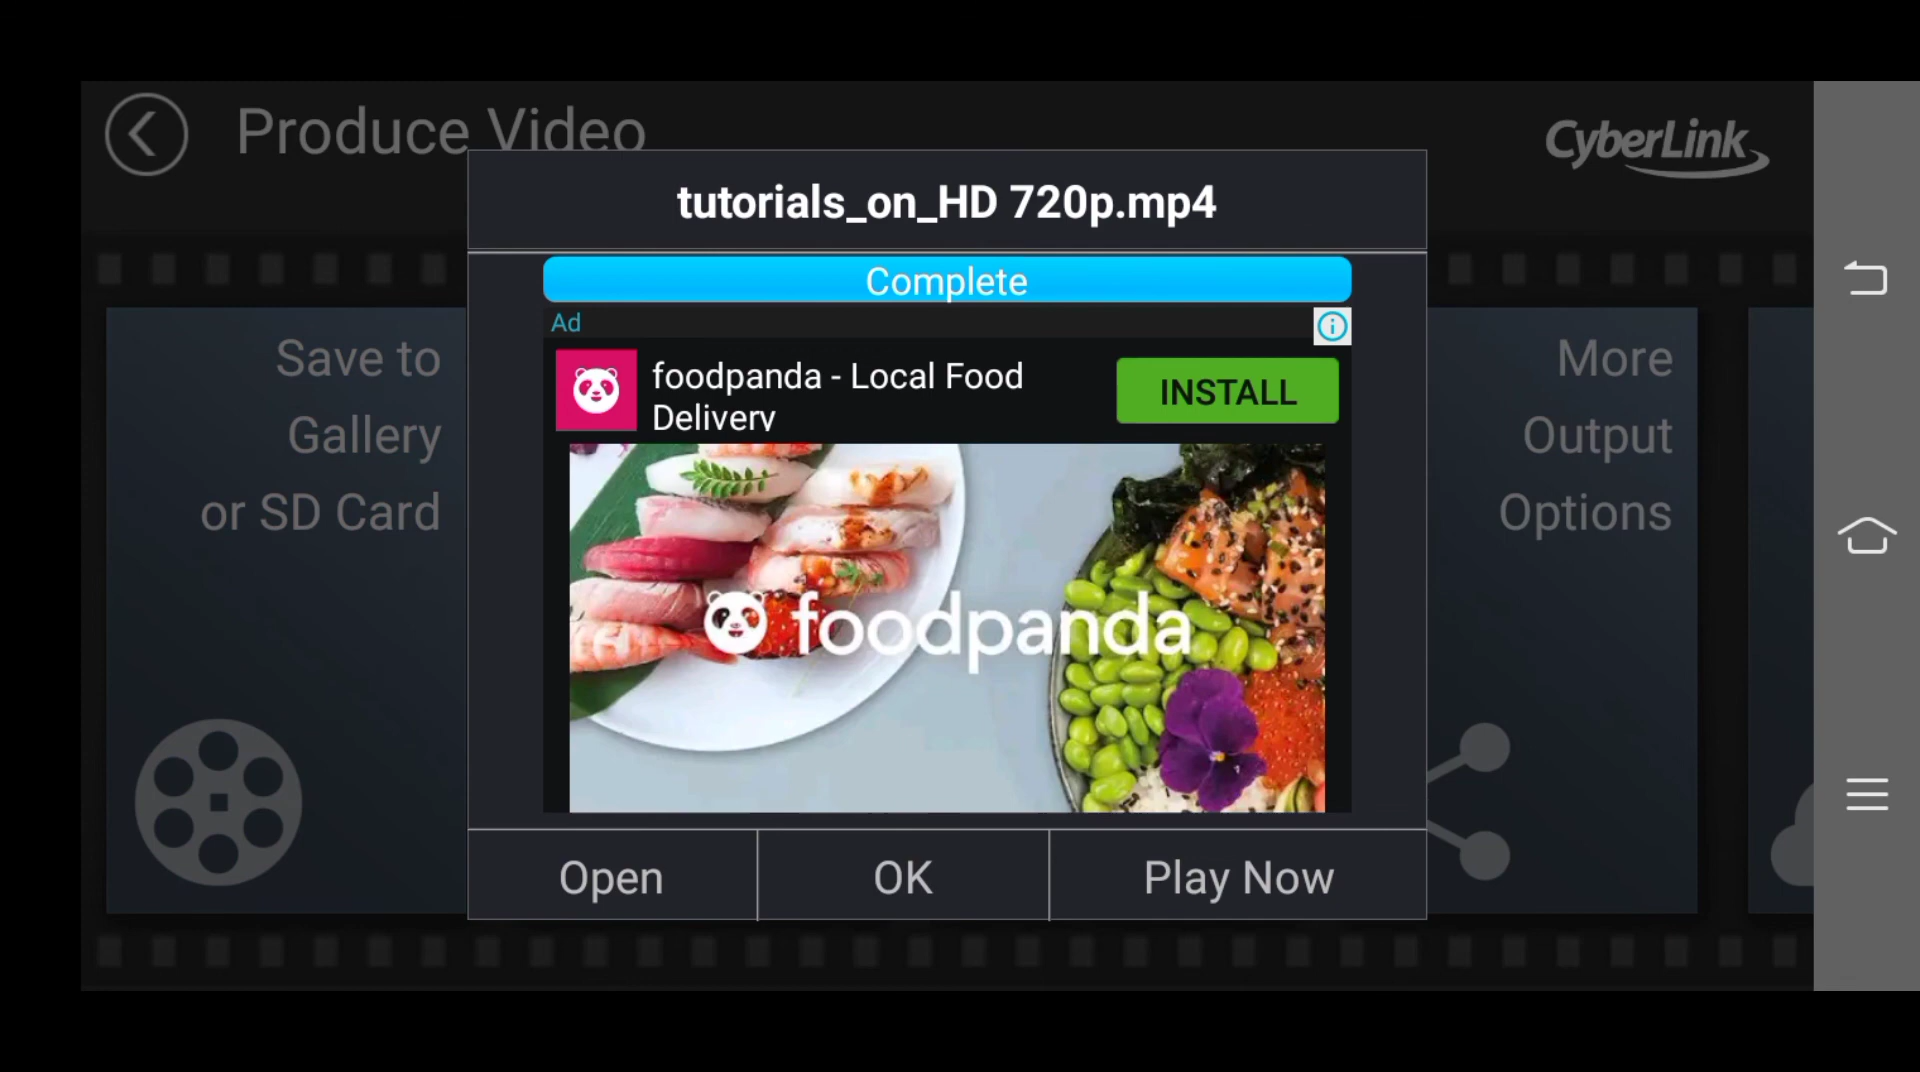 Produce Video
CyberLink
tutorials_on_HD 720p.mp4
Complete
Ad
foodpanda - Local Food
Delivery
INSTALL
foodpanda
Save to
Gallery
or SD Card
More
Output
Options
Open
OK
Play Now